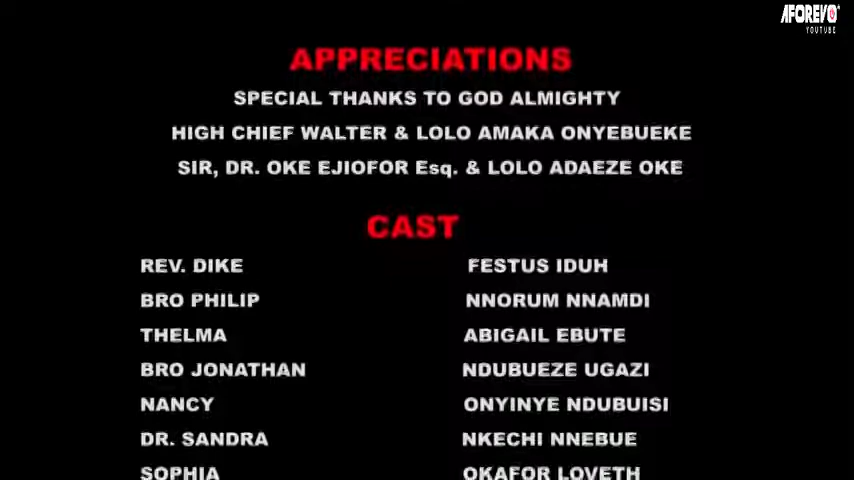 AFOREVO
YOUTUBE
APPRECIATIONS
SPECIAL THANKS TO GOD ALMIGHTY
HIGH CHIEF WALTER & LOLO AMAKA ONYEBUEKE
SIR, DR. OKE EJIOFOR Esq. & LOLO ADAEZE OKE
CAST
REV. DIKE FESTUS IDUH
BRO PHILIP NNORUM NNAMDI
THELMA ABIGAIL EBUTE
BRO JONATHAN NDUBUEZE UGAZI
NANCY ONYINYE NDUBUISI
DR. SANDRA NKECHI NNEBUE
SOPHIA OKAFOR LOVETH